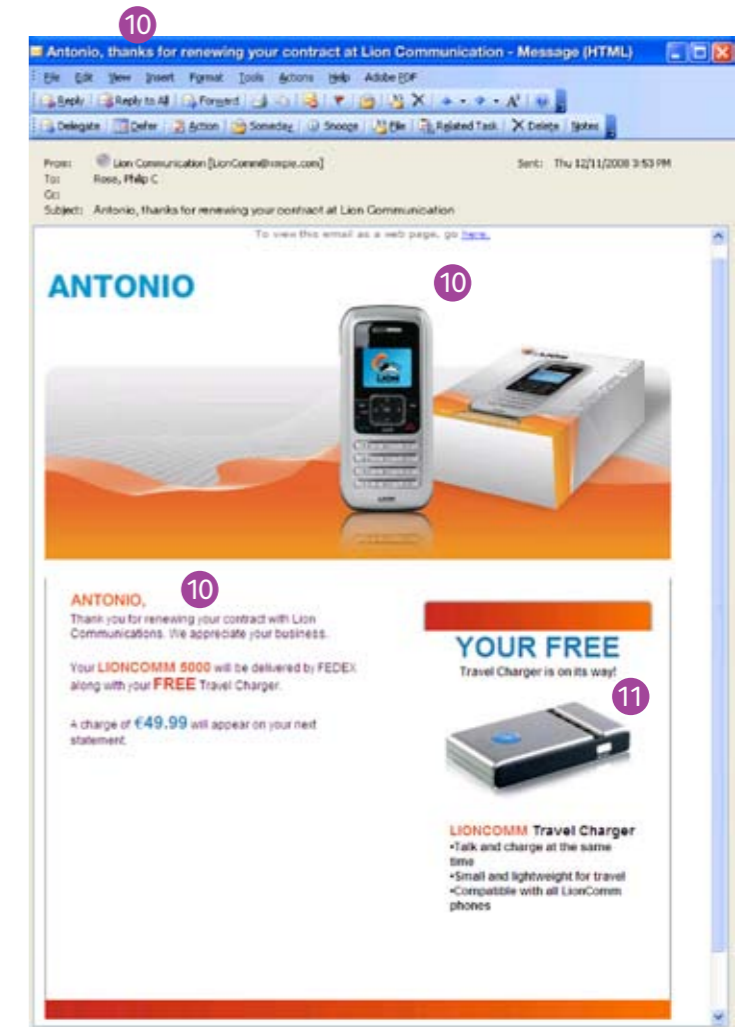 10
Antonio, thanks for renewing your contract at Lion Communication - Message (HTML)
File Edit View Insert Format Tools Actions Help Adobe PDF
Reply Reply to All Forward
Delegate Defer Action Someday Snooze File Related Task Delete Notes
From: Lion Communication [LionComm@xmpie.com] Sent: Thu 12/11/2008 3:53 PM
To: Rose, Philip C
Cc:
Subject: Antonio, thanks for renewing your contract at Lion Communication
To view this email as a web page, go here.
ANTONIO
10
LION
LION
ANTONIO,
10
Thank you for renewing your contract with Lion
Communications. We appreciate your business.
Your LIONCOMM 5000 will be delivered by FEDEX
along with your FREE Travel Charger.
A charge of €49.99 will appear on your next
statement.
YOUR FREE
Travel Charger is on its way!
11
LIONCOMM Travel Charger
•Talk and charge at the same
time
•Small and lightweight for travel
•Compatible with all LionComm
phones